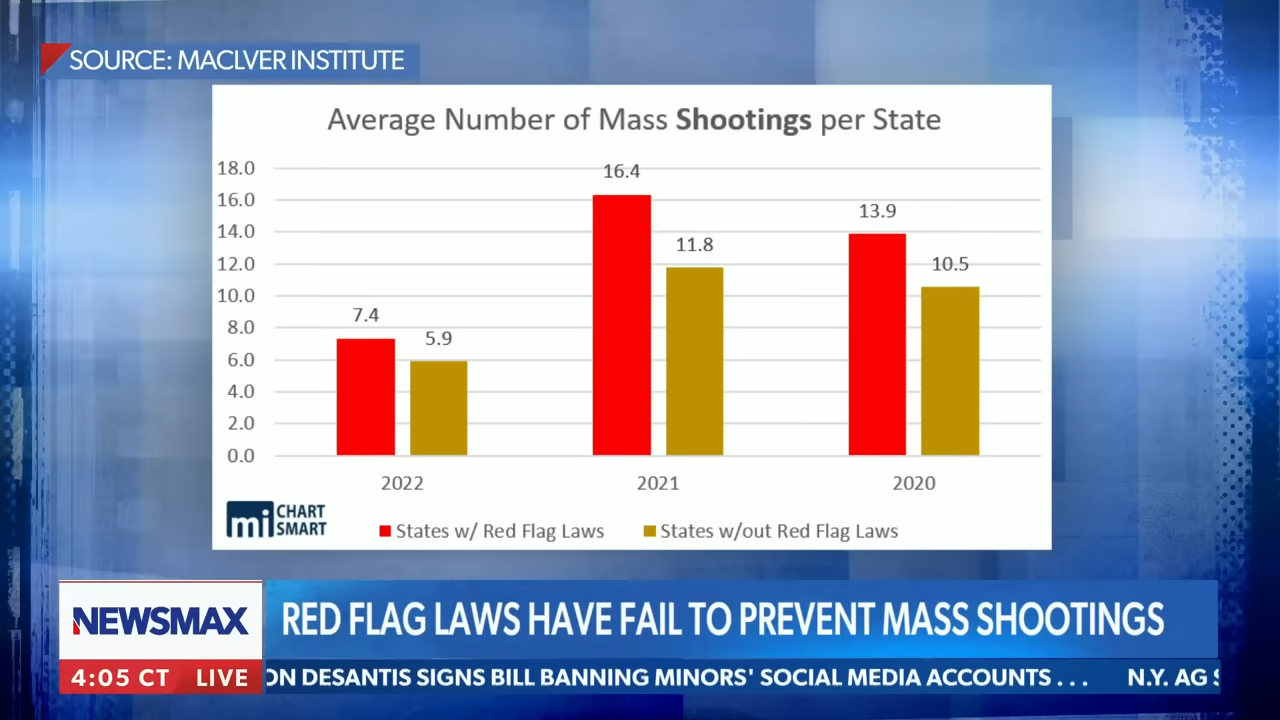 SOURCE: MACLVER INSTITUTE
Average Number of Mass Shootings per State
18.0
16.0
14.0
12.0
10.0
8.0
6.0
4.0
2.0
0.0
7.4
5.9
16.4
11.8
13.9
10.5
2022
2021
2020
mi CHART
SMART
States w/ Red Flag Laws
States w/out Red Flag Laws
NEWSMAX
RED FLAG LAWS HAVE FAIL TO PREVENT MASS SHOOTINGS
4:05 CT LIVE
ON DESANTIS SIGNS BILL BANNING MINORS' SOCIAL MEDIA ACCOUNTS . . . N.Y. AG